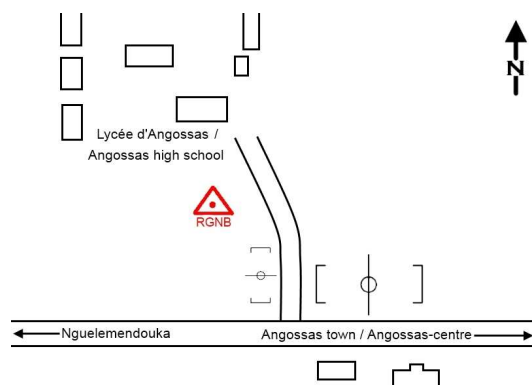 N
Lycée d'Angossas /
Angossas high school
RGNB
Nguelemendouka
Angossas town / Angossas-centre